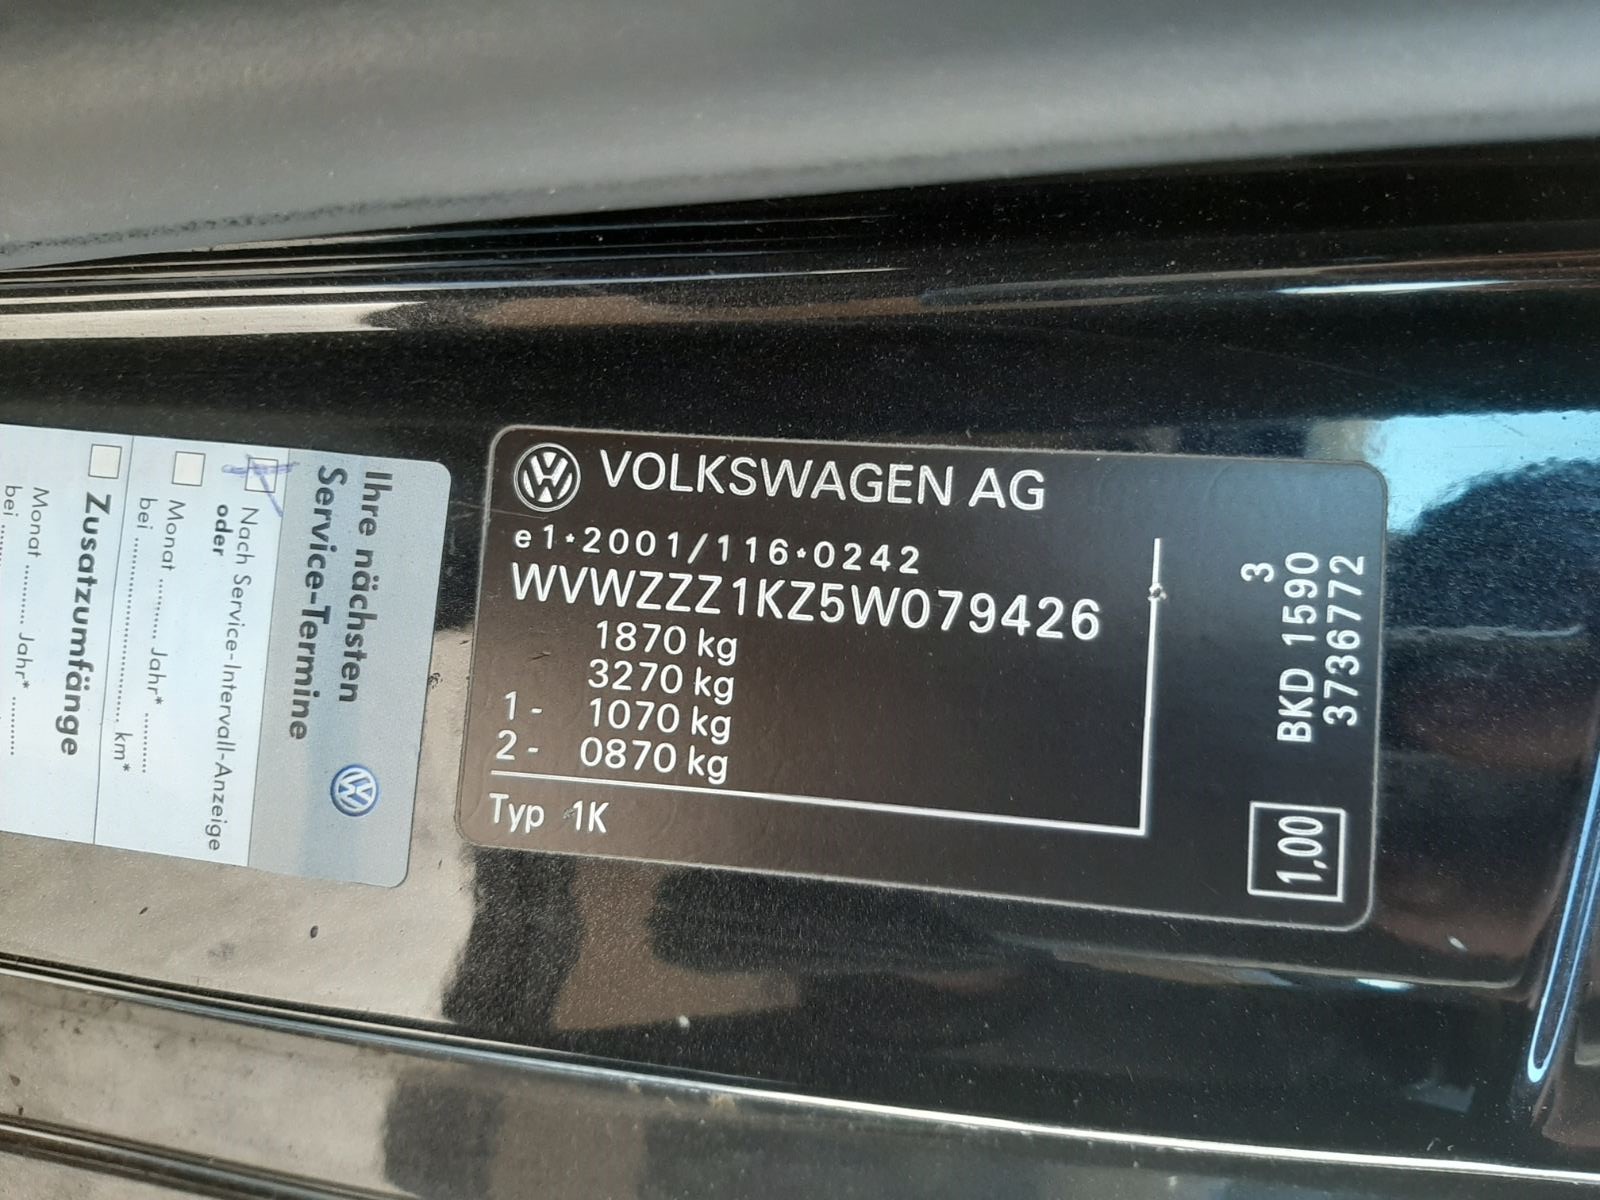 VOLKSWAGEN AG
e1*2001/116*0242
WVWZZZ1KZ5W079426
1870 kg
3270 kg
1- 1070 kg
2- 0870 kg
Typ 1K
3
BKD 1590
3736772
1,00
Ihre nächsten
Service-Termine
Nach Service-Intervall-Anzeige
oder
Monat .......... Jahr* ..........
bei .............................. km*
Zusatzumfänge
Monat .......... Jahr* ..........
bei ..........